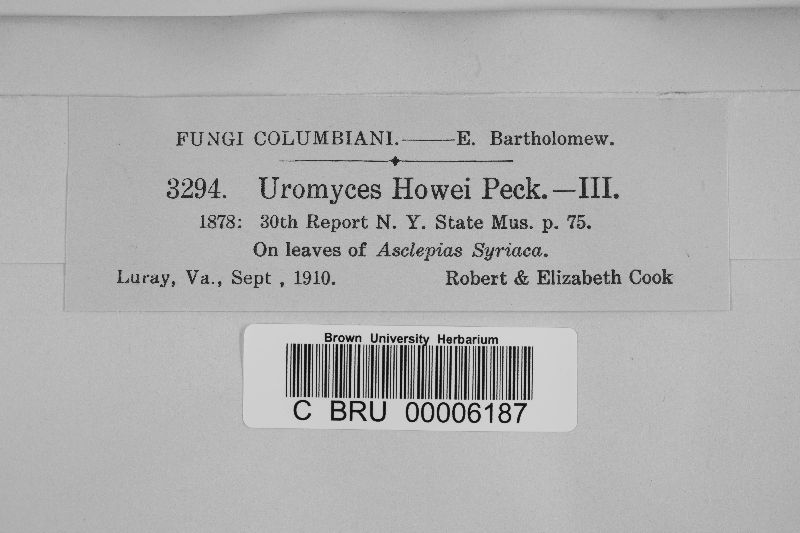 FUNGI COLUMBIANI.——E. Bartholomew.
3294. Uromyces Howei Peck.—III.
1878: 30th Report N. Y. State Mus. p. 75.
On leaves of Asclepias Syriaca.
Luray, Va., Sept , 1910. Robert & Elizabeth Cook
Brown University Herbarium
C BRU 00006187